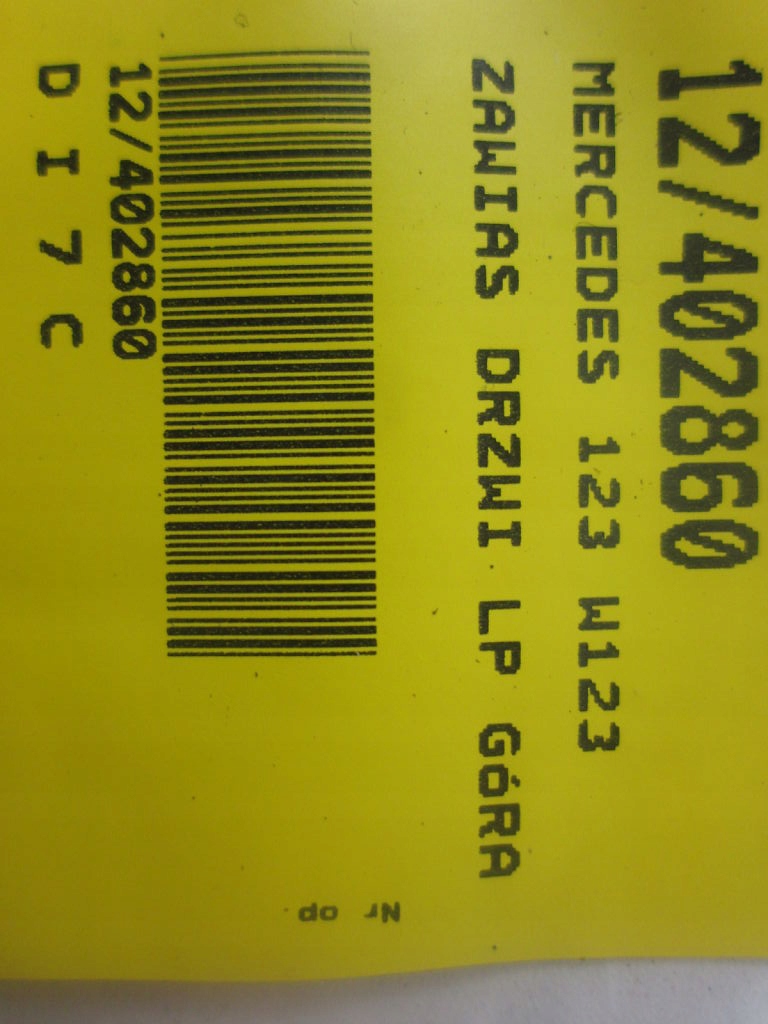 12/402860
MERCEDES 123 W123
ZAWIAS DRZWI LP GÓRA
12/402860
D I 7 C
Nr op.